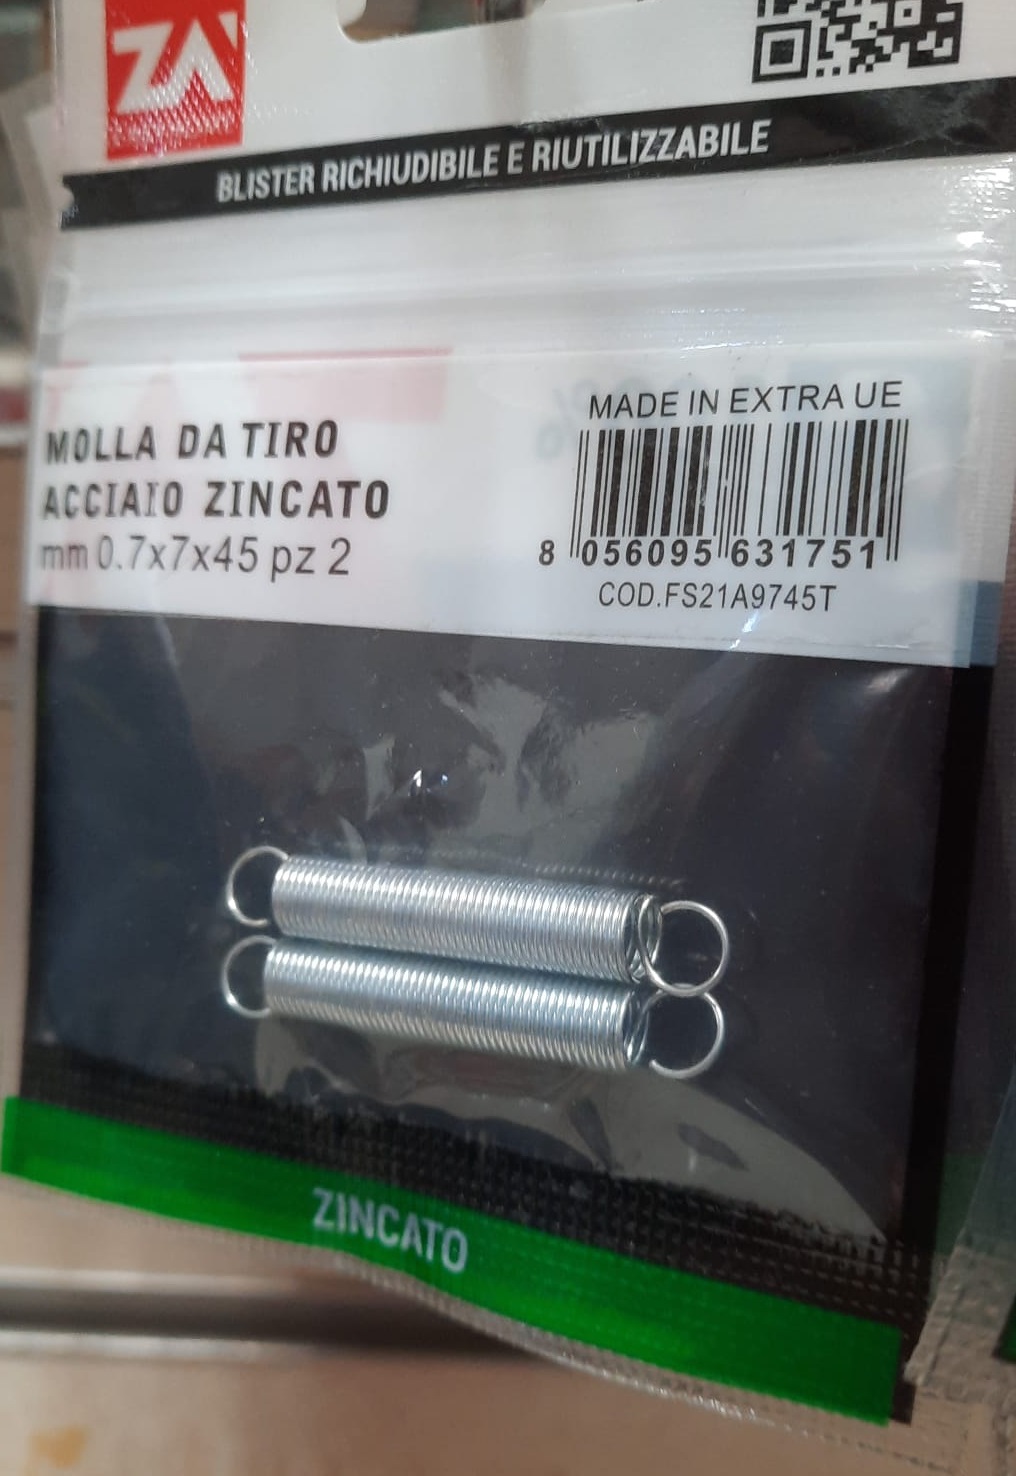 ZA
BLISTER RICHIUDIBILE E RIUTILIZZABILE
MOLLA DA TIRO
ACCIAIO ZINCATO
mm 0.7x7x45 pz 2
MADE IN EXTRA UE
8 056095 631751
COD.FS21A9745T
ZINCATO